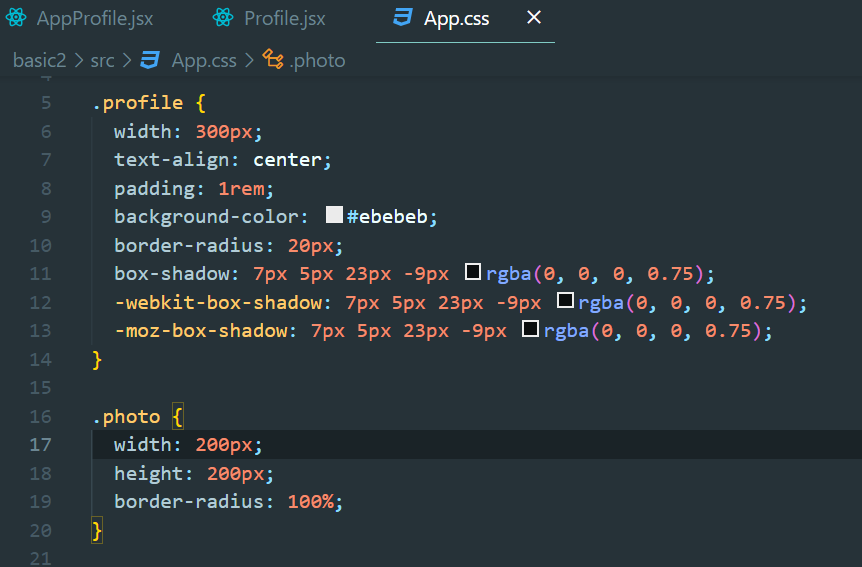 AppProfile.jsx Profile.jsx App.css
basic2 > src > App.css > .photo
4
5 .profile {
6 width: 300px;
7 text-align: center;
8 padding: 1rem;
9 background-color: #ebebeb;
10 border-radius: 20px;
11 box-shadow: 7px 5px 23px -9px rgba(0, 0, 0, 0.75);
12 -webkit-box-shadow: 7px 5px 23px -9px rgba(0, 0, 0, 0.75);
13 -moz-box-shadow: 7px 5px 23px -9px rgba(0, 0, 0, 0.75);
14 }
15
16 .photo {
17 width: 200px;
18 height: 200px;
19 border-radius: 100%;
20 }
21